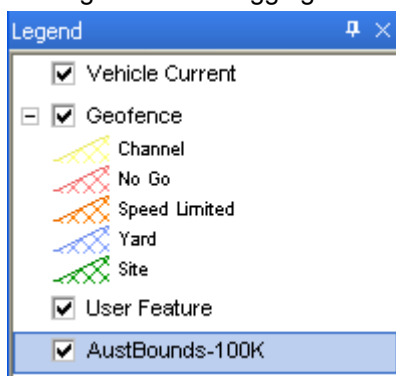 Legend
Vehicle Current
Geofence
Channel
No Go
Speed Limited
Yard
Site
User Feature
AustBounds-100K